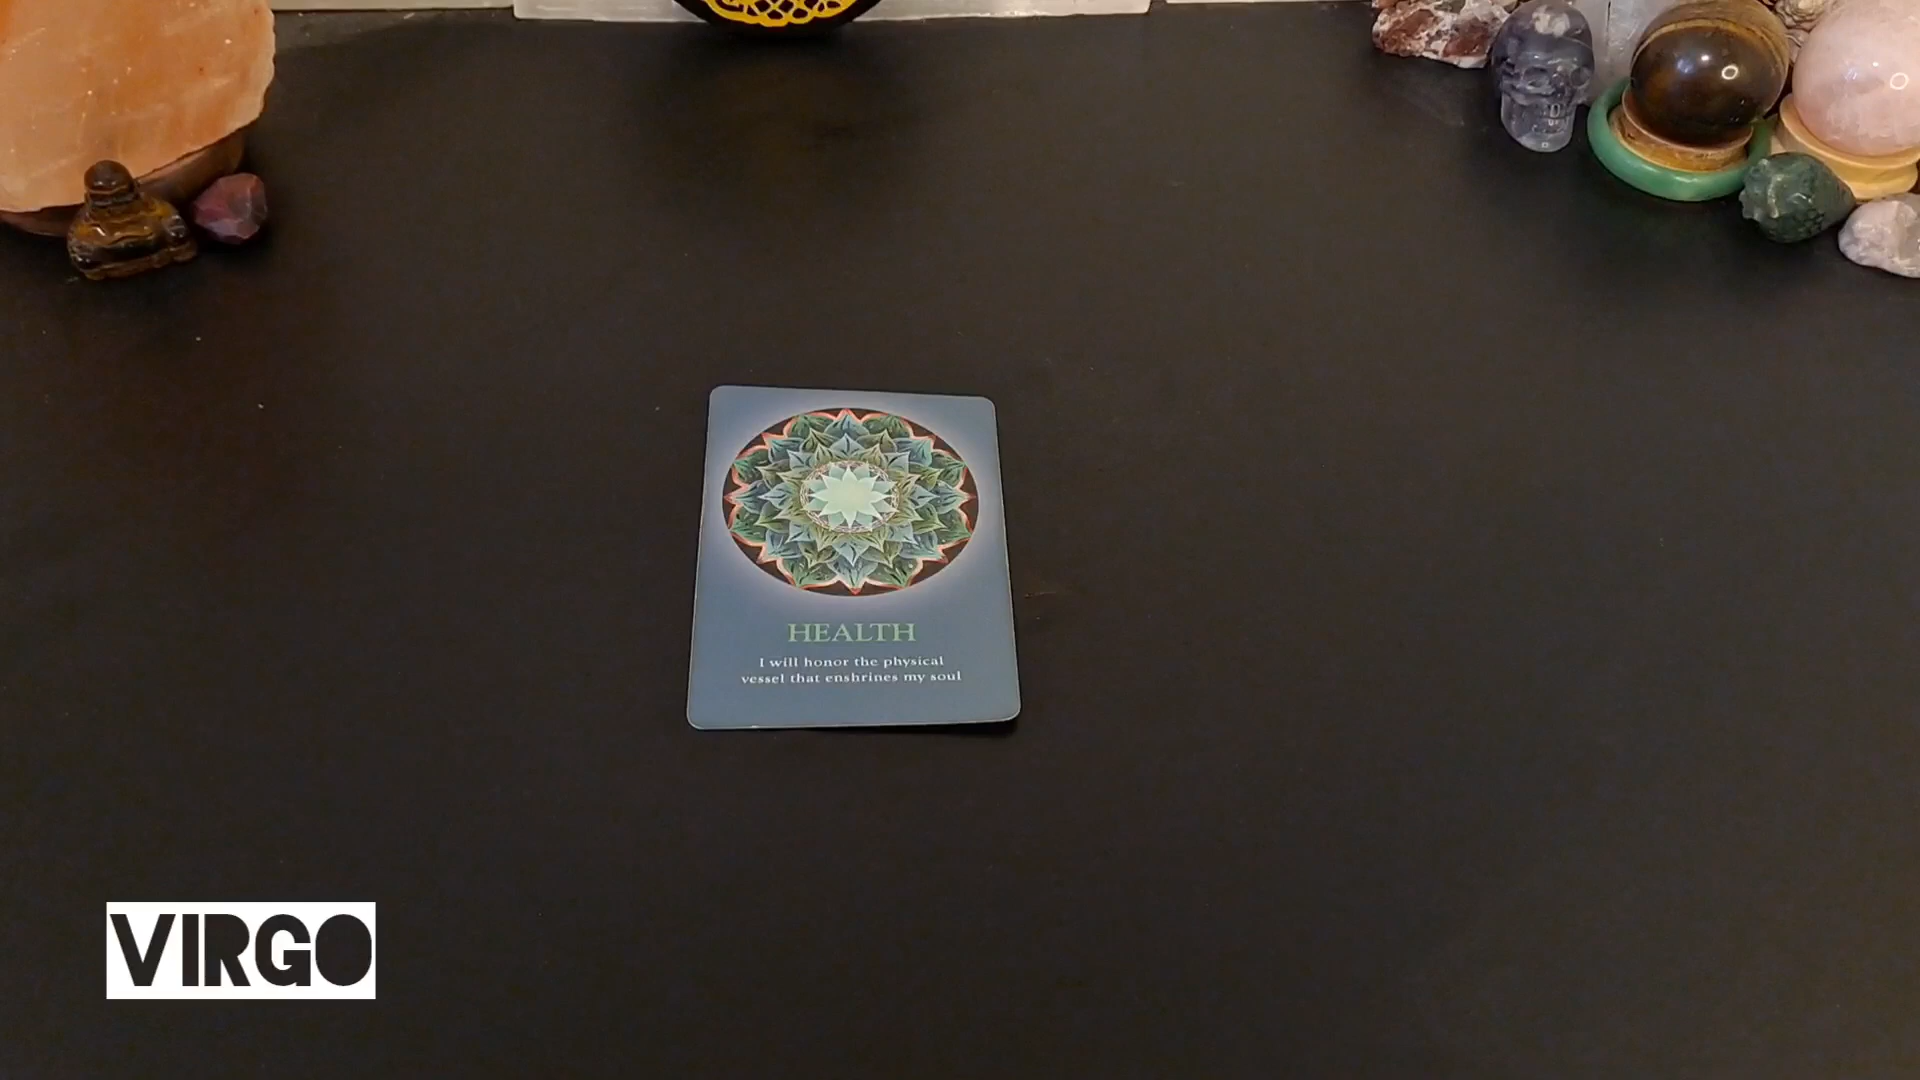 HEALTH
I will honor the physical
vessel that enshrines my soul
VIRGO